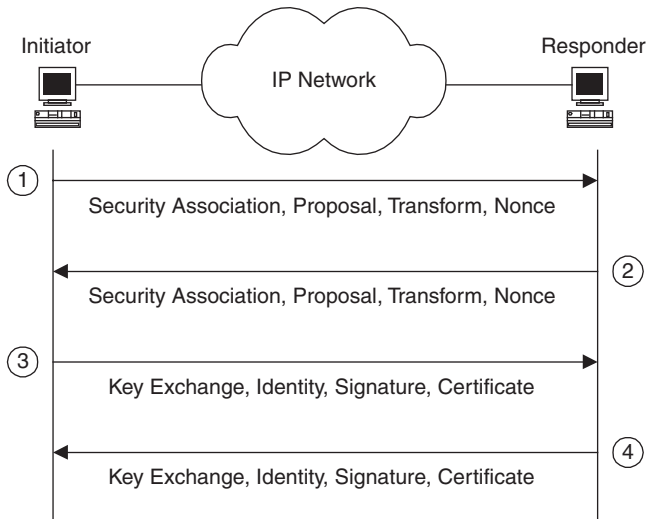 Initiator
Responder
IP Network
1
Security Association, Proposal, Transform, Nonce
2
Security Association, Proposal, Transform, Nonce
3
Key Exchange, Identity, Signature, Certificate
4
Key Exchange, Identity, Signature, Certificate